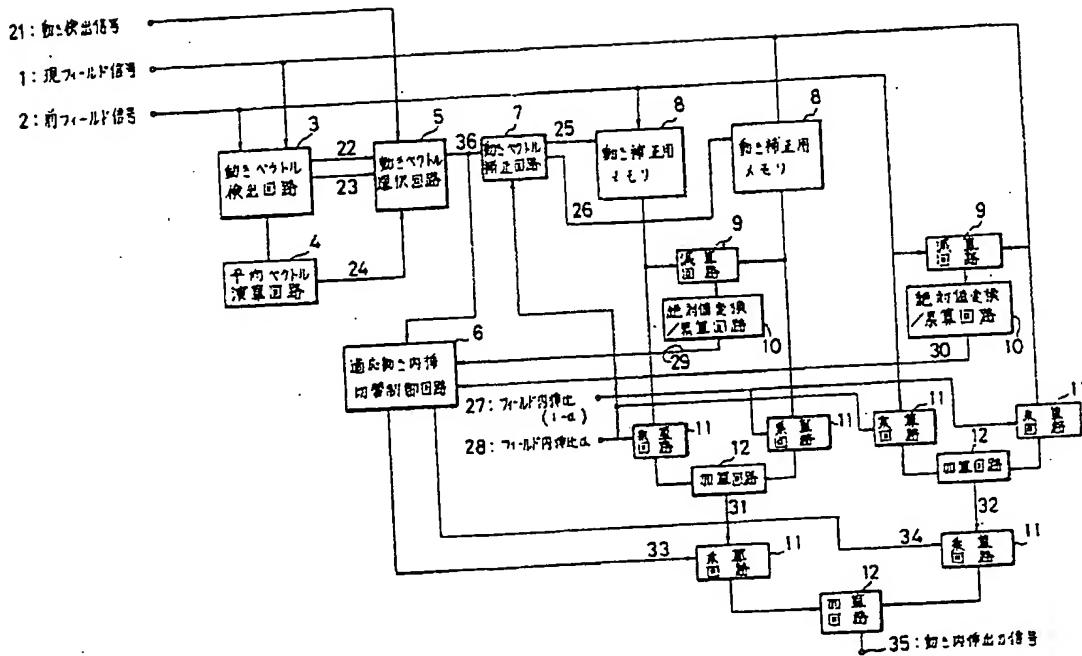 21: 動き検出信号
1: 現フィールド信号
2: 前フィールド信号
3
動きベクトル
検出回路
22
23
5
動きベクトル
選択回路
36
7
動きベクトル
補正回路
25
26
8
動き補正用
メモリ
8
動き補正用
メモリ
4
平均ベクトル
演算回路
24
9
減算
回路
9
減算
回路
絶対値変換
/累算回路
10
絶対値変換
/累算回路
10
6
適応動き内挿
切替制御回路
29
30
27: フィールド内挿比
(1-a)
28: フィールド内挿比a
乗算
回路
11
乗算
回路
11
乗算
回路
11
乗算
回路
11
12
加算回路
12
加算回路
31
32
33
乗算
回路
11
34
乗算
回路
11
12
加算
回路
35: 動き内挿出力信号